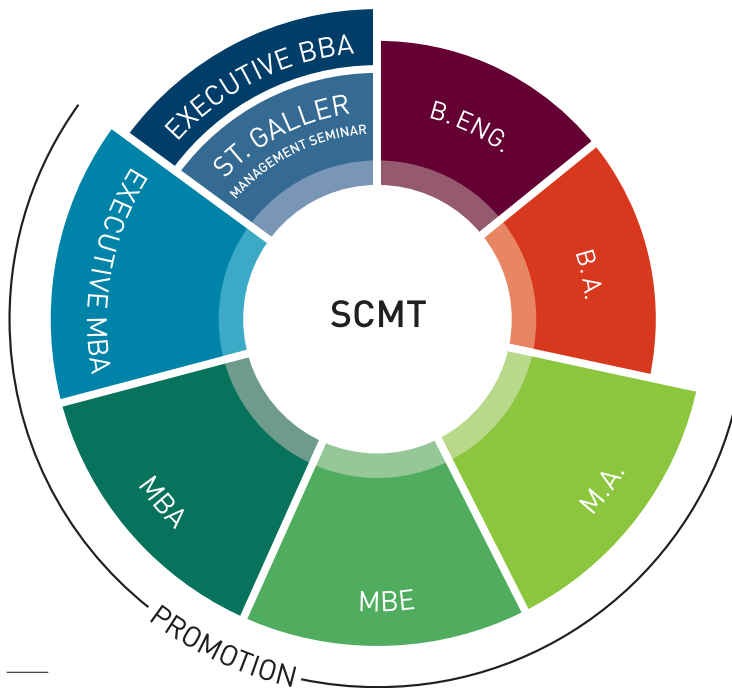 EXECUTIVE BBA
ST. GALLER
MANAGEMENT SEMINAR
B. ENG.
B. A.
EXECUTIVE MBA
SCMT
MBA
MBE
M.A.
PROMOTION